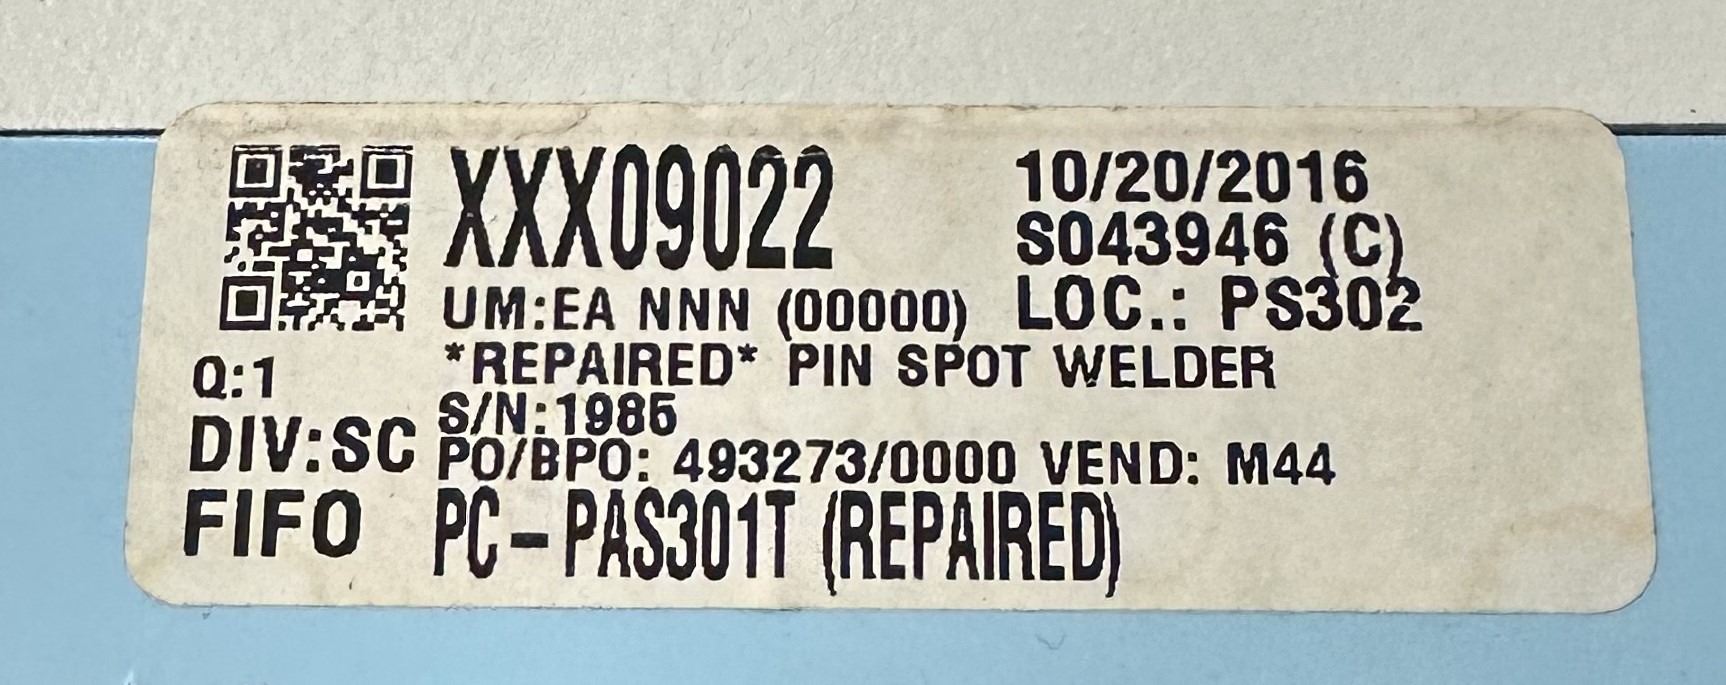 XXX09022
10/20/2016
S043946 (C)
UM:EA NNN (00000)
LOC.: PS302
*REPAIRED* PIN SPOT WELDER
Q:1
S/N:1985
DIV:SC
PO/BPO: 493273/0000 VEND: M44
FIFO
PC-PAS301T (REPAIRED)